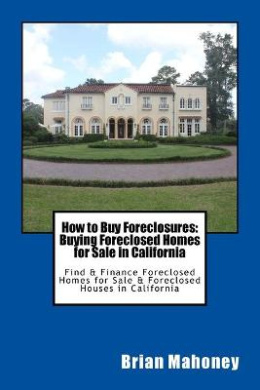 How to Buy Foreclosures:
Buying Foreclosed Homes
for Sale in California
Find & Finance Foreclosed
Homes for Sale & Foreclosed
Houses in California
Brian Mahoney